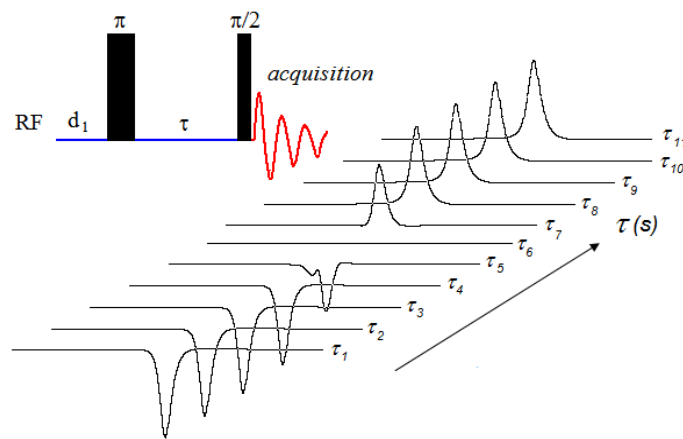 π π/2
acquisition
RF d₁ τ
τ₁₁
τ₁₀
τ₉
τ₈
τ₇
τ (s)
τ₆
τ₅
τ₄
τ₃
τ₂
τ₁